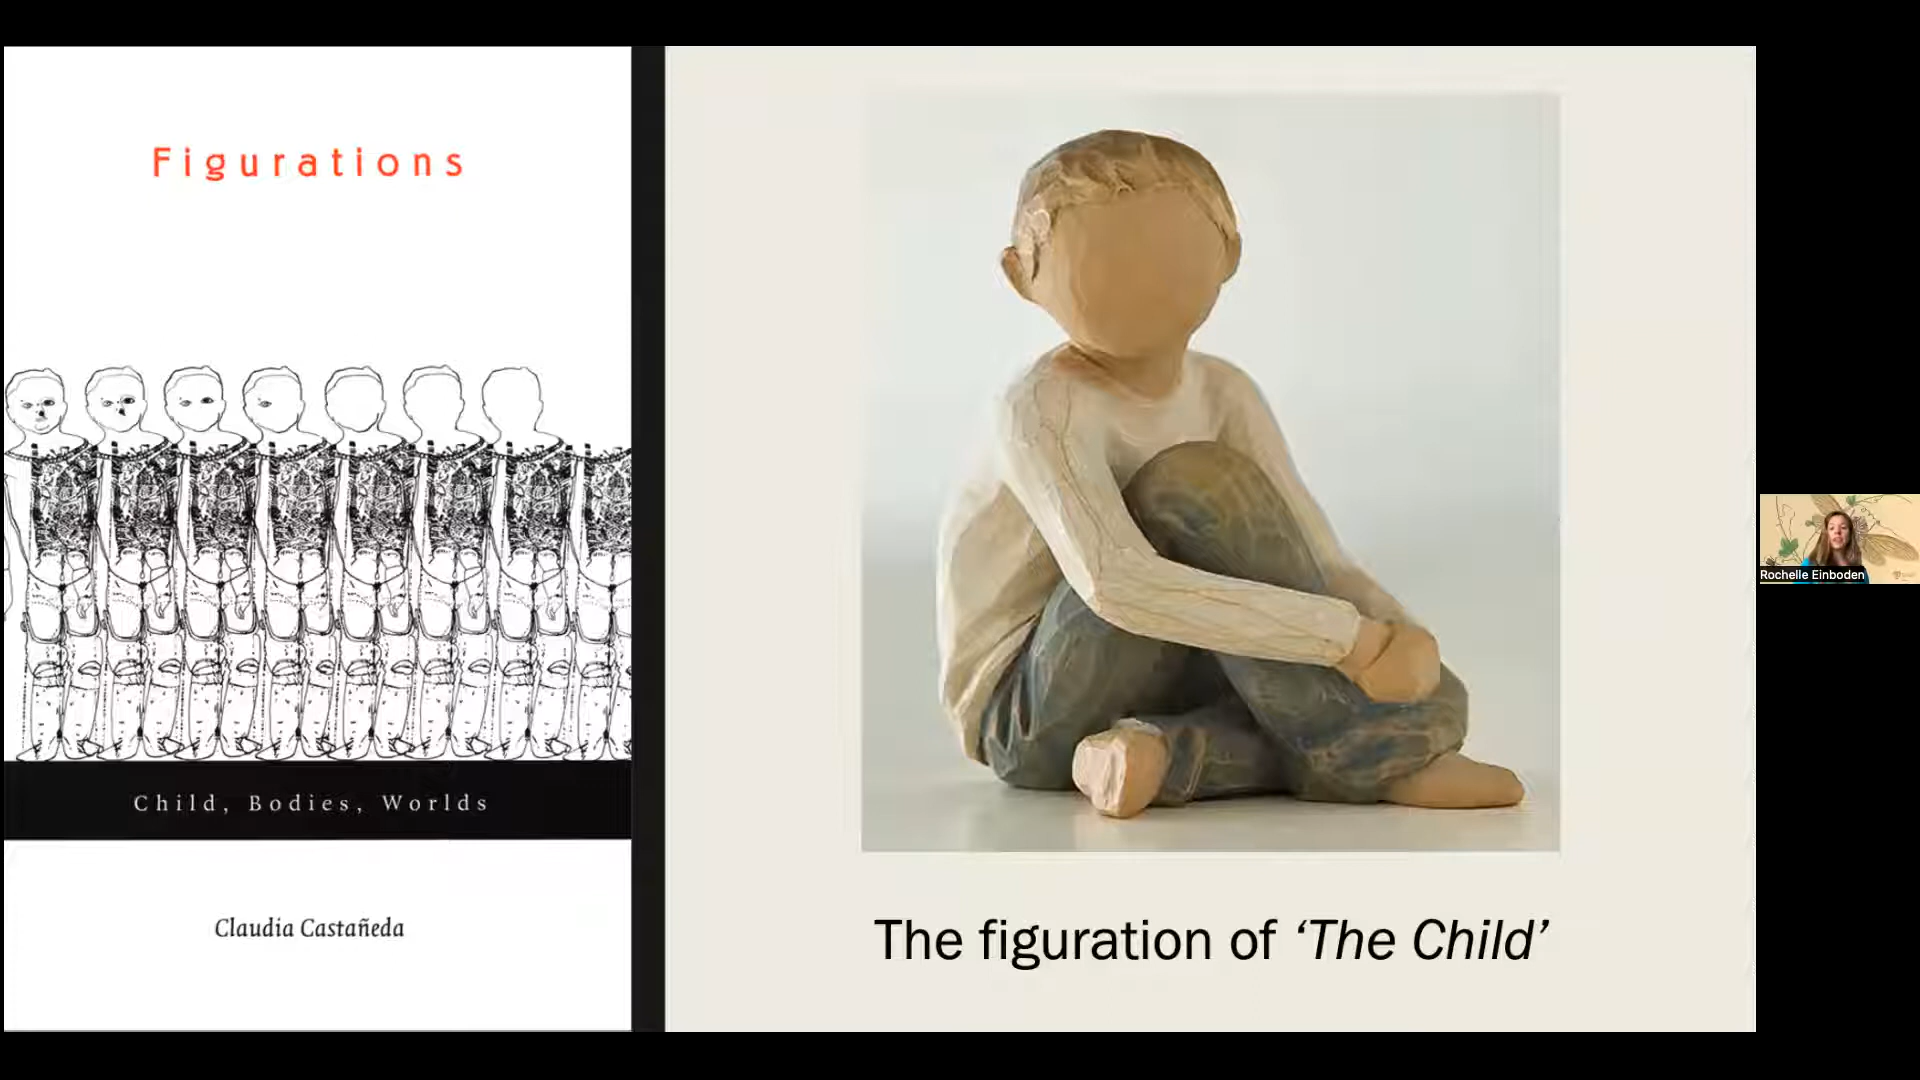 Figurations
Child, Bodies, Worlds
Claudia Castañeda
The figuration of ‘The Child’
Rochelle Einboden